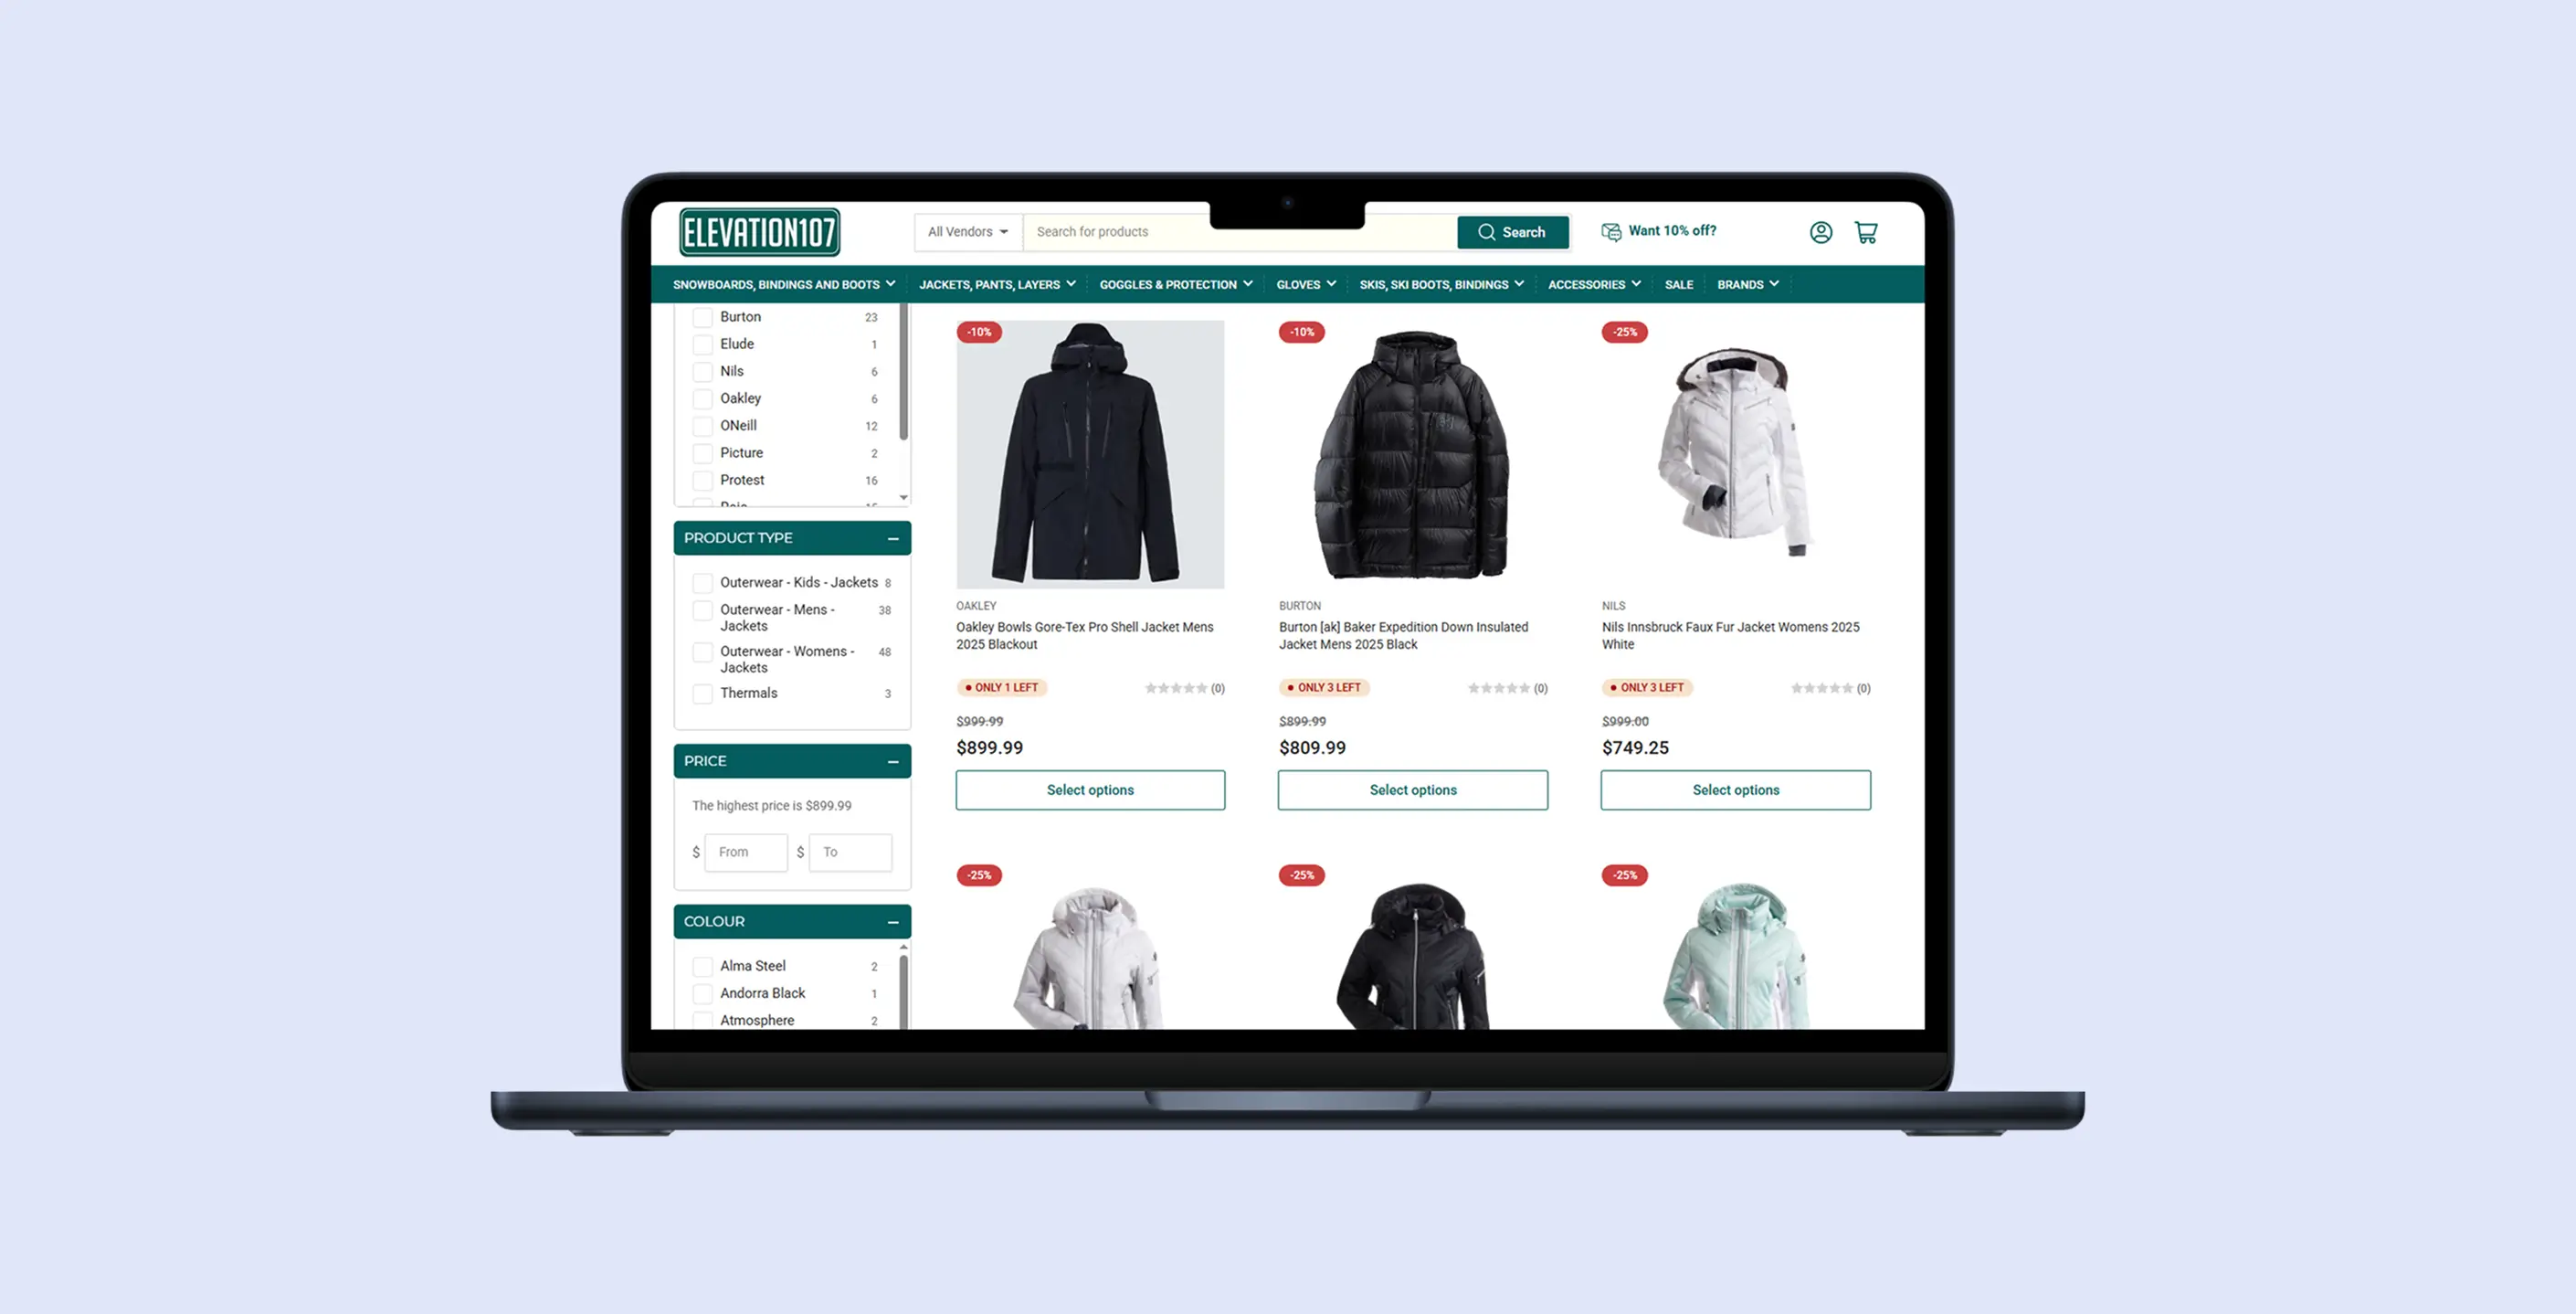 ELEVATION107
All Vendors
Search for products
Search
Want 10% off?
SNOWBOARDS, BINDINGS AND BOOTS
JACKETS, PANTS, LAYERS
GOGGLES & PROTECTION
GLOVES
SKIS, SKI BOOTS, BINDINGS
ACCESSORIES
SALE
BRANDS
Burton 23
Elude 1
Nils 6
Oakley 6
ONeill 12
Picture 2
Protest 16
PRODUCT TYPE
Outerwear - Kids - Jackets 8
Outerwear - Mens - 38
Jackets
Outerwear - Womens - 48
Jackets
Thermals 3
PRICE
The highest price is $899.99
$ From $ To
COLOUR
Alma Steel 2
Andorra Black 1
Atmosphere 2
-10%
OAKLEY
Oakley Bowls Gore-Tex Pro Shell Jacket Mens
2025 Blackout
ONLY 1 LEFT
(0)
$999.99
$899.99
Select options
-10%
BURTON
Burton [ak] Baker Expedition Down Insulated
Jacket Mens 2025 Black
ONLY 3 LEFT
(0)
$899.99
$809.99
Select options
-25%
NILS
Nils Innsbruck Faux Fur Jacket Womens 2025
White
ONLY 3 LEFT
(0)
$999.00
$749.25
Select options
-25%
-25%
-25%